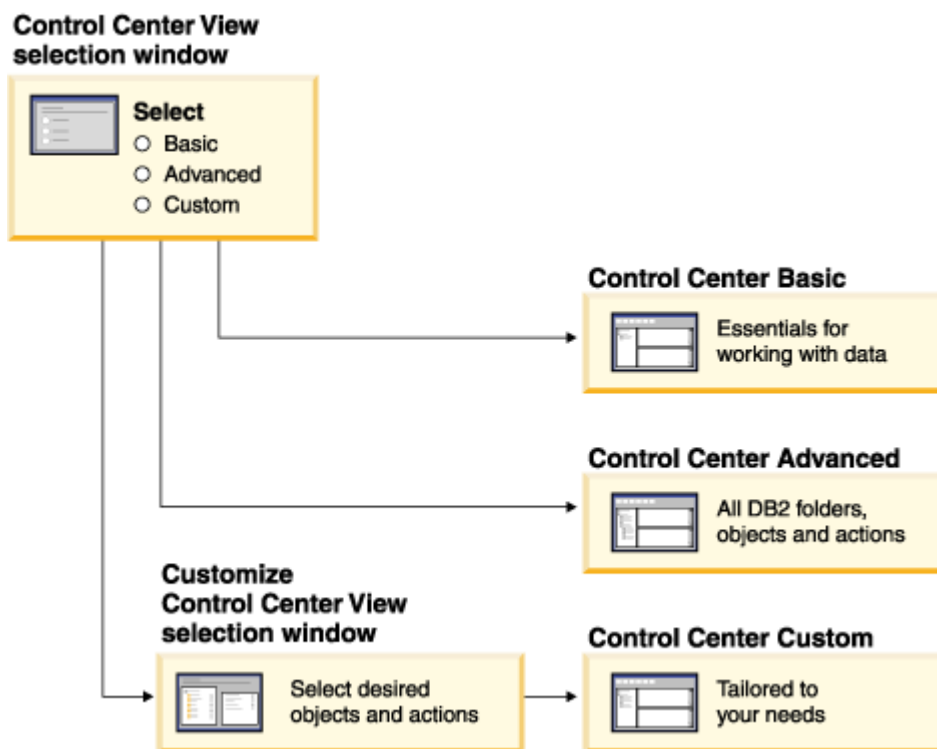 Control Center View
selection window
Select
Basic
Advanced
Custom
Control Center Basic
Essentials for
working with data
Control Center Advanced
All DB2 folders,
objects and actions
Customize
Control Center View
selection window
Select desired
objects and actions
Control Center Custom
Tailored to
your needs